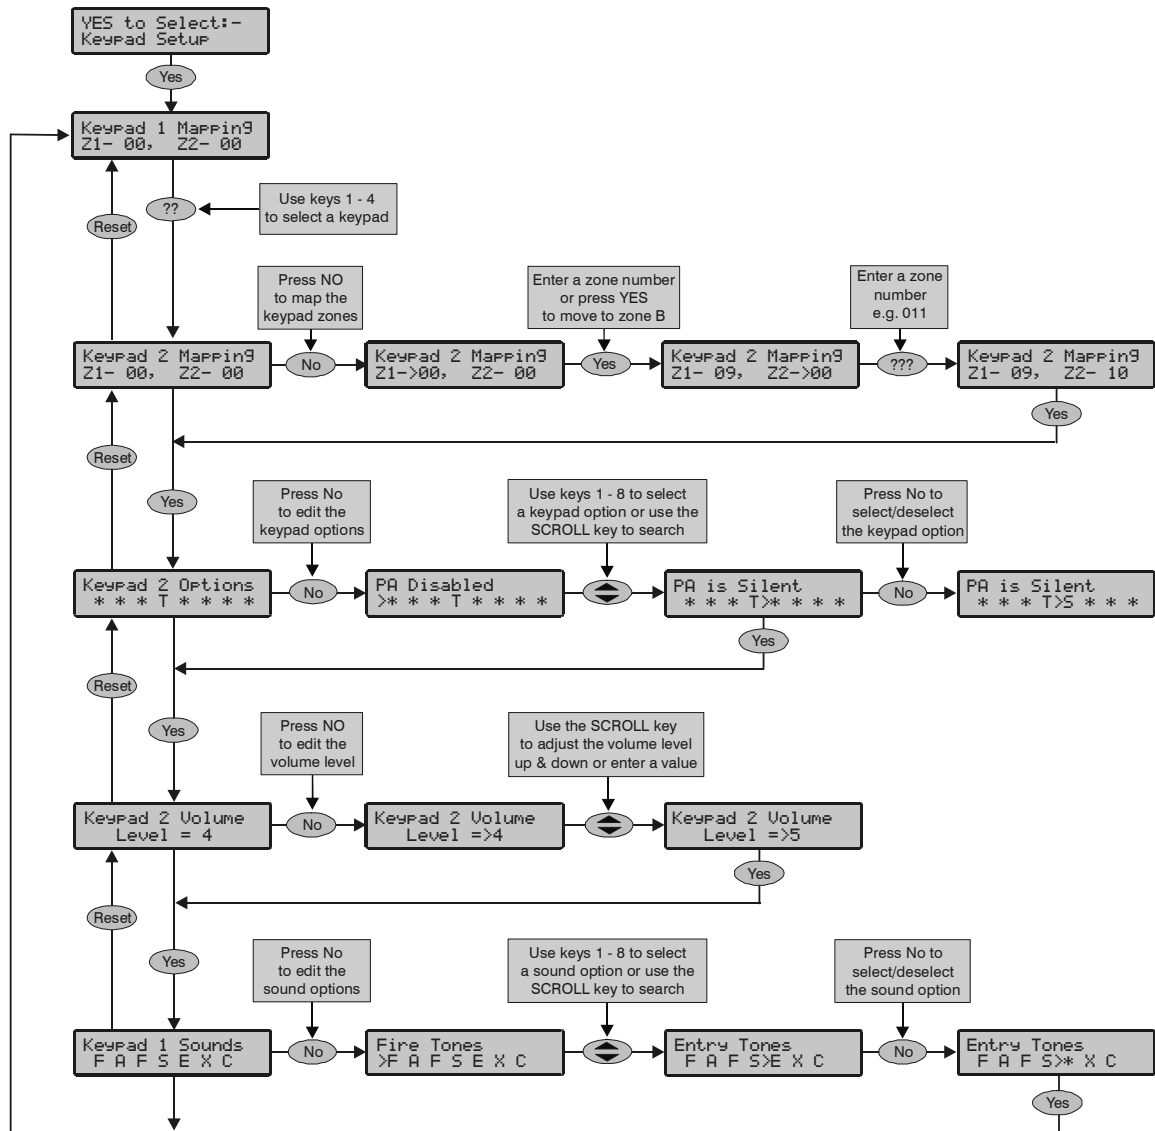 YES to Select:-
Keypad Setup
Yes
Keypad 1 Mapping
Z1- 00, Z2- 00
??
Use keys 1 - 4
to select a keypad
Reset
Press NO
to map the
keypad zones
Enter a zone number
or press YES
to move to zone B
Enter a zone
number
e.g. 011
Keypad 2 Mapping
Z1- 00, Z2- 00
No
Keypad 2 Mapping
Z1->00, Z2- 00
Yes
Keypad 2 Mapping
Z1- 09, Z2->00
???
Keypad 2 Mapping
Z1- 09, Z2- 10
Yes
Reset
Yes
Press No
to edit the
keypad options
Use keys 1 - 8 to select
a keypad option or use the
SCROLL key to search
Press No to
select/deselect
the keypad option
Keypad 2 Options
* * * T * * * *
No
PA Disabled
>* * * T * * * *
PA is Silent
* * * T>* * * *
No
PA is Silent
* * * T>S * * *
Yes
Reset
Yes
Press NO
to edit the
volume level
Use the SCROLL key
to adjust the volume level
up & down or enter a value
Keypad 2 Volume
Level = 4
No
Keypad 2 Volume
Level =>4
Keypad 2 Volume
Level =>5
Yes
Reset
Yes
Press No
to edit the
sound options
Use keys 1 - 8 to select
a sound option or use the
SCROLL key to search
Press No to
select/deselect
the sound option
Keypad 1 Sounds
F A F S E X C
No
Fire Tones
>F A F S E X C
Entry Tones
F A F S>E X C
No
Entry Tones
F A F S>* X C
Yes